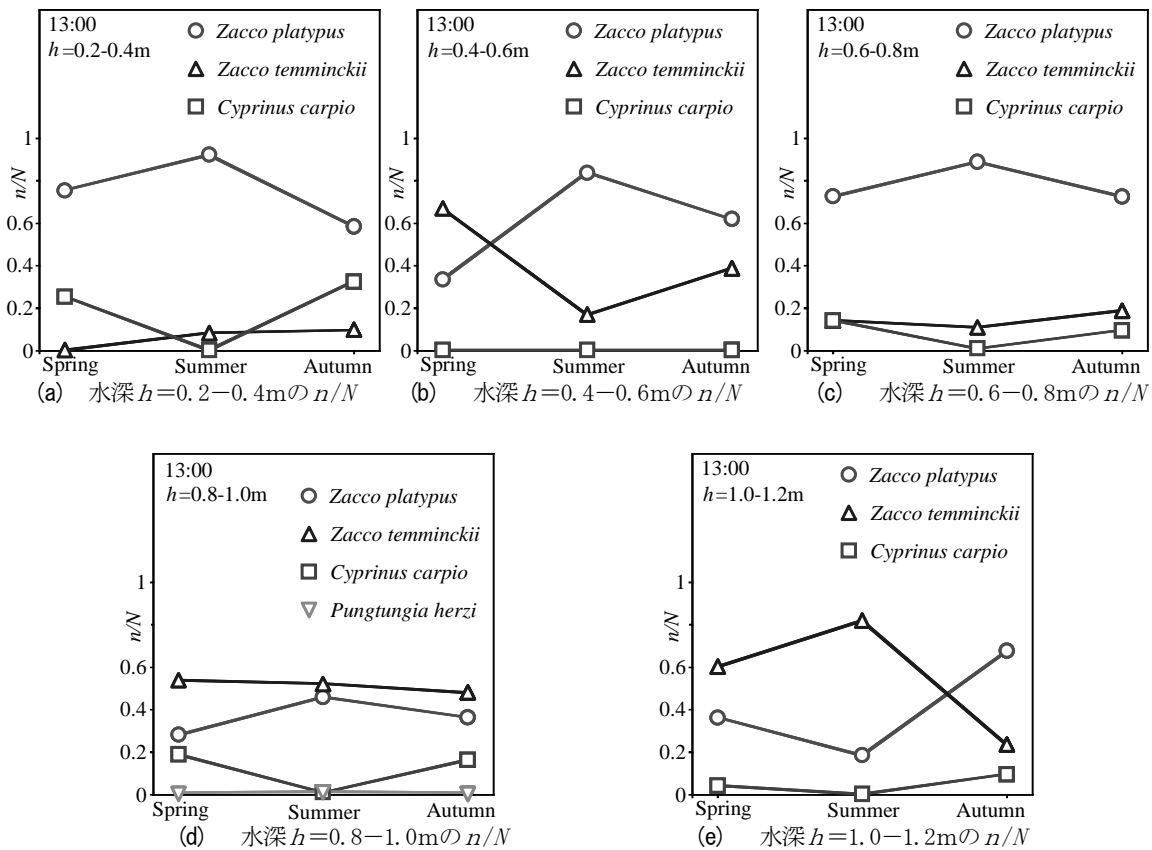 13:00
h=0.2-0.4m
Zacco platypus
Zacco temminckii
Cyprinus carpio
n/N
1
0.6
0.4
0.2
0
Spring
Summer
Autumn
(a) 水深h=0.2－0.4mのn/N
13:00
h=0.4-0.6m
Zacco platypus
Zacco temminckii
Cyprinus carpio
n/N
1
0.6
0.4
0.2
0
Spring
Summer
Autumn
(b) 水深h=0.4－0.6mのn/N
13:00
h=0.6-0.8m
Zacco platypus
Zacco temminckii
Cyprinus carpio
n/N
1
0.6
0.4
0.2
0
Spring
Summer
Autumn
(c) 水深h=0.6－0.8mのn/N
13:00
h=0.8-1.0m
Zacco platypus
Zacco temminckii
Cyprinus carpio
Pungtungia herzi
n/N
1
0.6
0.4
0.2
0
Spring
Summer
Autumn
(d) 水深h=0.8－1.0mのn/N
13:00
h=1.0-1.2m
Zacco platypus
Zacco temminckii
Cyprinus carpio
n/N
1
0.6
0.4
0.2
0
Spring
Summer
Autumn
(e) 水深h=1.0－1.2mのn/N